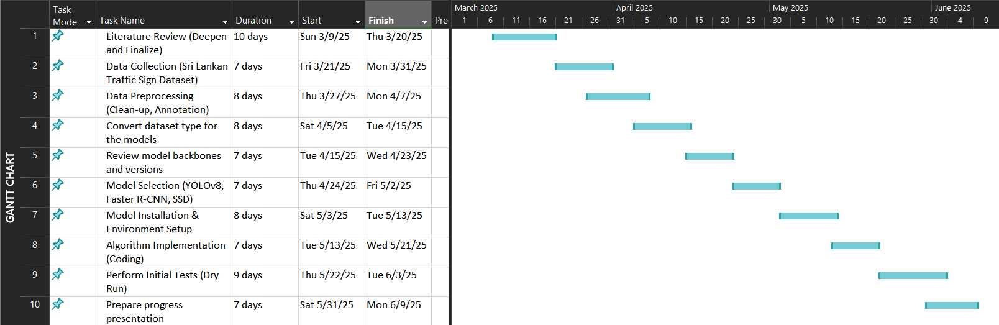 GANTT CHART
Task Mode	Task Name	Duration	Start	Finish	Pre
March 2025	April 2025	May 2025	June 2025
1	6	11	16	21	26	31	5	10	15	20	25	30	5	10	15	20	25	30	4	9
1	Literature Review (Deepen	10 days	Sun 3/9/25	Thu 3/20/25
and Finalize)
2	Data Collection (Sri Lankan	7 days	Fri 3/21/25	Mon 3/31/25
Traffic Sign Dataset)
3	Data Preprocessing	8 days	Thu 3/27/25	Mon 4/7/25
(Clean-up, Annotation)
4	Convert dataset type for	8 days	Sat 4/5/25	Tue 4/15/25
the models
5	Review model backbones	7 days	Tue 4/15/25	Wed 4/23/25
and versions
6	Model Selection (YOLOv8,	7 days	Thu 4/24/25	Fri 5/2/25
Faster R-CNN, SSD)
7	Model Installation &	8 days	Sat 5/3/25	Tue 5/13/25
Environment Setup
8	Algorithm Implementation	7 days	Tue 5/13/25	Wed 5/21/25
(Coding)
9	Perform Initial Tests (Dry	9 days	Thu 5/22/25	Tue 6/3/25
Run)
10	Prepare progress	7 days	Sat 5/31/25	Mon 6/9/25
presentation